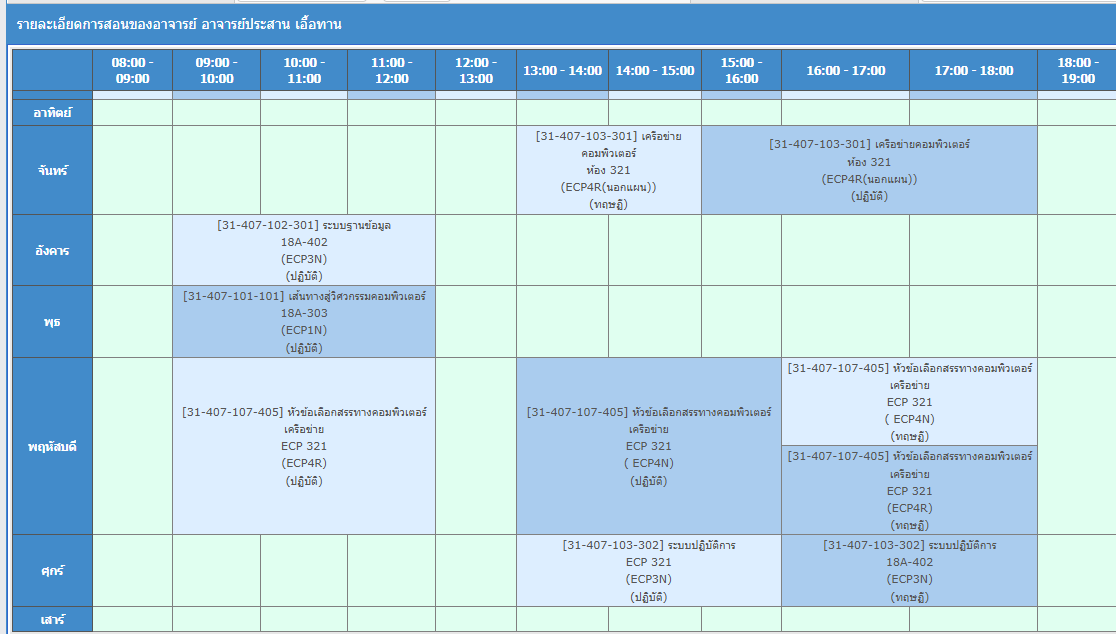 รายละเอียดการสอนของอาจารย์ อาจารย์ประสาน เอื้อทาน
08:00 -
09:00
09:00 -
10:00
10:00 -
11:00
11:00 -
12:00
12:00 -
13:00
13:00 - 14:00
14:00 - 15:00
15:00 -
16:00
16:00 - 17:00
17:00 - 18:00
18:00 -
19:00
อาทิตย์
จันทร์
[31-407-103-301] เครือข่าย
คอมพิวเตอร์
ห้อง 321
(ECP4R(นอกแผน))
(ทฤษฏี)
[31-407-103-301] เครือข่ายคอมพิวเตอร์
ห้อง 321
(ECP4R(นอกแผน))
(ปฏิบัติ)
อังคาร
[31-407-102-301] ระบบฐานข้อมูล
18A-402
(ECP3N)
(ปฏิบัติ)
พุธ
[31-407-101-101] เส้นทางสู่วิศวกรรมคอมพิวเตอร์
18A-303
(ECP1N)
(ปฏิบัติ)
พฤหัสบดี
[31-407-107-405] หัวข้อเลือกสรรทางคอมพิวเตอร์
เครือข่าย
ECP 321
(ECP4R)
(ปฏิบัติ)
[31-407-107-405] หัวข้อเลือกสรรทางคอมพิวเตอร์
เครือข่าย
ECP 321
( ECP4N)
(ปฏิบัติ)
[31-407-107-405] หัวข้อเลือกสรรทางคอมพิวเตอร์
เครือข่าย
ECP 321
( ECP4N)
(ทฤษฏี)
[31-407-107-405] หัวข้อเลือกสรรทางคอมพิวเตอร์
เครือข่าย
ECP 321
(ECP4R)
(ทฤษฏี)
ศุกร์
[31-407-103-302] ระบบปฏิบัติการ
ECP 321
(ECP3N)
(ปฏิบัติ)
[31-407-103-302] ระบบปฏิบัติการ
18A-402
(ECP3N)
(ทฤษฏี)
เสาร์